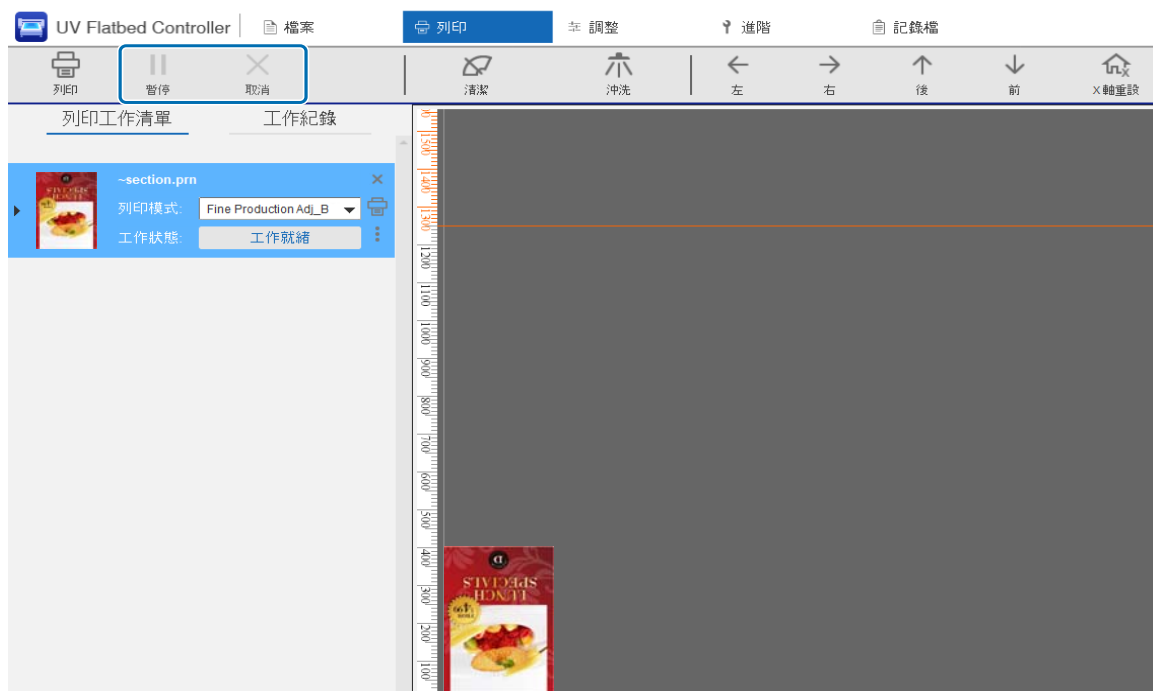 UV Flatbed Controller 檔案 列印 調整 進階 記錄檔
列印 暫停 取消 清潔 沖洗 左 右 後 前 X軸重設
列印工作清單 工作紀錄
~section.prn
列印模式: Fine Production Adj_B
工作狀態: 工作就緒
LUNCH
SPECIALS
1500
1400
1300
1200
1100
1000
900
800
700
600
500
400
300
200
100
D
LUNCH
SPECIALS